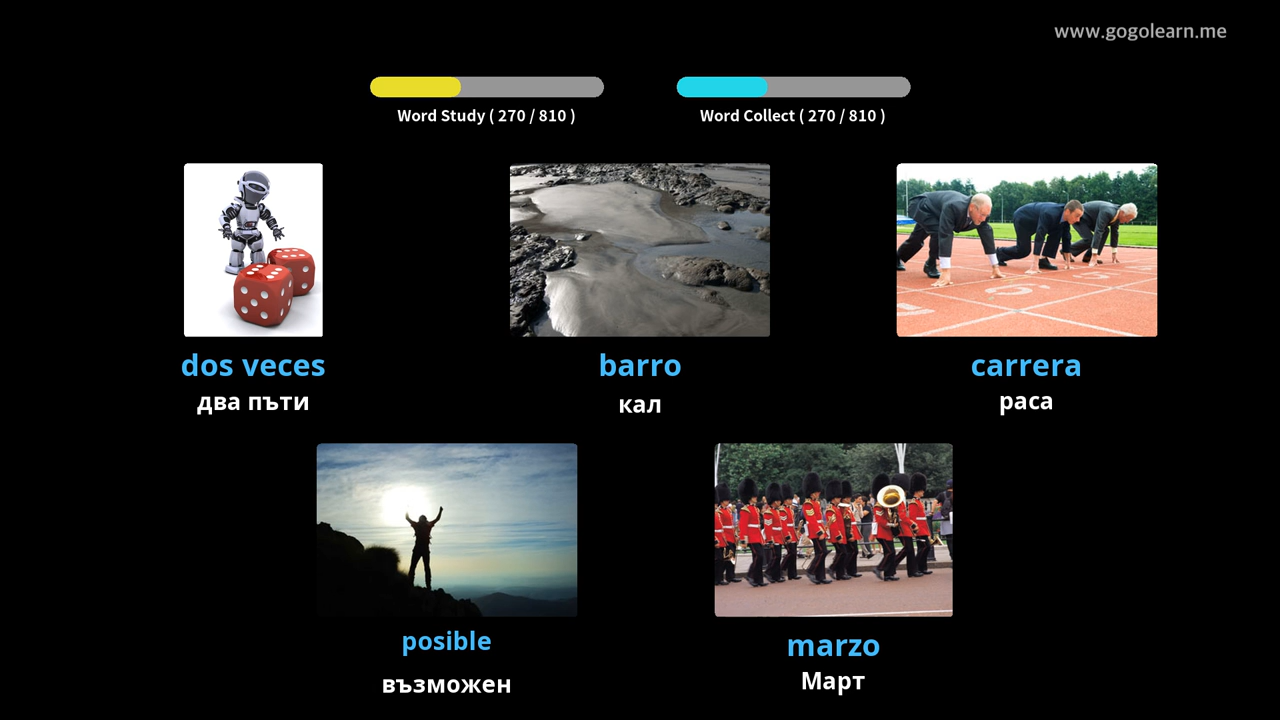 www.gogolearn.me
Word Study ( 270 / 810 )
Word Collect ( 270 / 810 )
dos veces
два пъти
barro
кал
carrera
раса
posible
възможен
marzo
Март